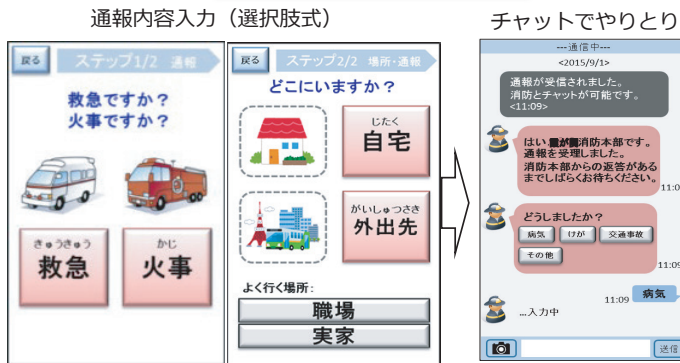 通報内容入力（選択肢式）
チャットでやりとり
戻る
ステップ1/2 通報
救急ですか？
火事ですか？
きゅうきゅう
救急
かじ
火事
戻る
ステップ2/2 場所・通報
どこにいますか？
じたく
自宅
がいしゅつさき
外出先
よく行く場所:
職場
実家
---通信中---
<2015/9/1>
通報が受信されました。
消防とチャットが可能です。
<11:09>
はい、消防本部です。
通報を受理しました。
消防本部からの返答がある
までしばらくお待ちください。
どうしましたか？
病気
けが
交通事故
その他
11:09
11:09
病気
...入力中
送信